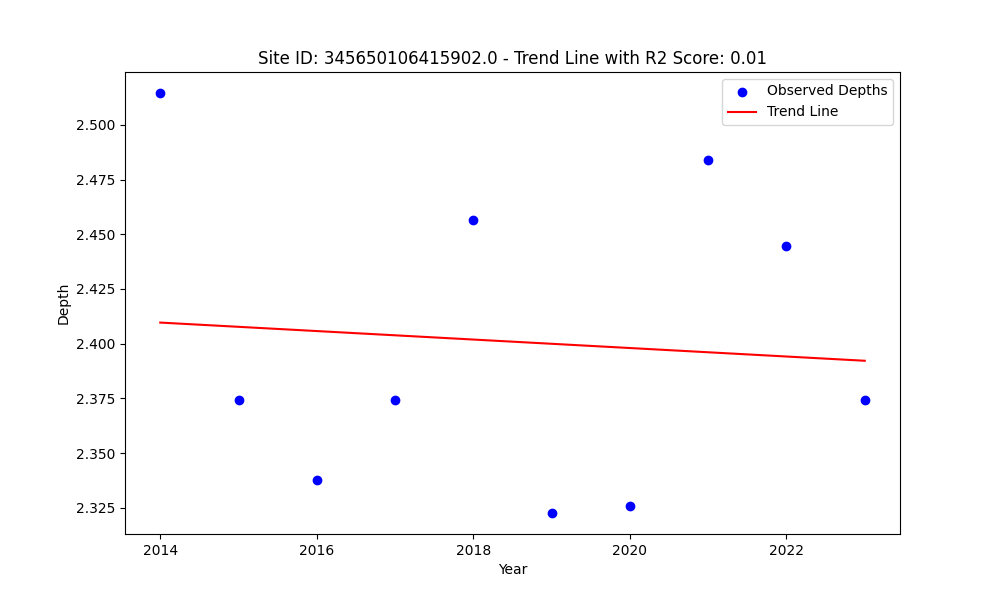 Site ID: 345650106415902.0 - Trend Line with R2 Score: 0.01
Observed Depths
Trend Line
2.500
2.475
2.450
2.425
2.400
2.375
2.350
2.325
Depth
2014
2016
2018
2020
2022
Year